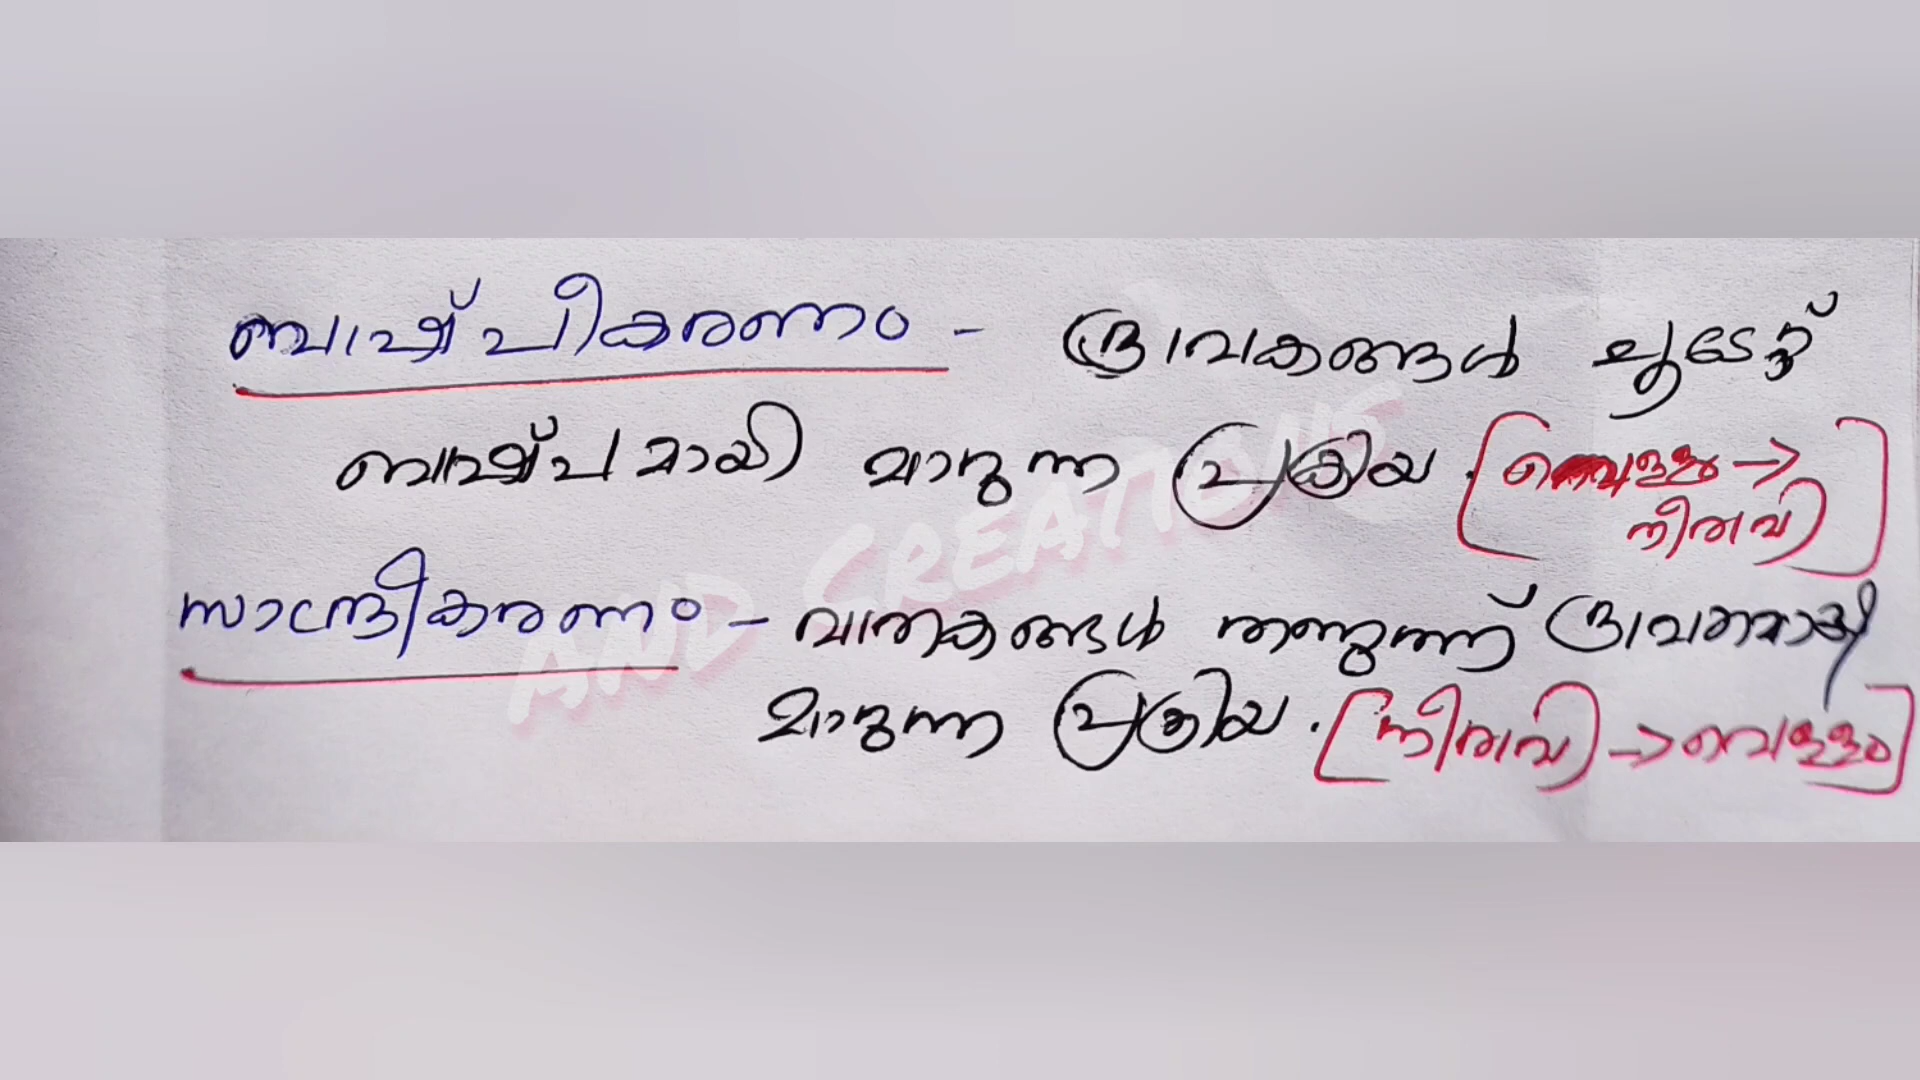 ബാഷ്പീകരണം - ദ്രാവകങ്ങൾ ചൂടേറ്റ്
ബാഷ്പമായി മാറുന്ന പ്രക്രിയ. [വെള്ളം →
നീരാവി]
സാന്ദ്രീകരണം - വാതകങ്ങൾ തണുത്ത് ദ്രാവകമായി
മാറുന്ന പ്രക്രിയ. [നീരാവി → വെള്ളം]
AND CREATIONS